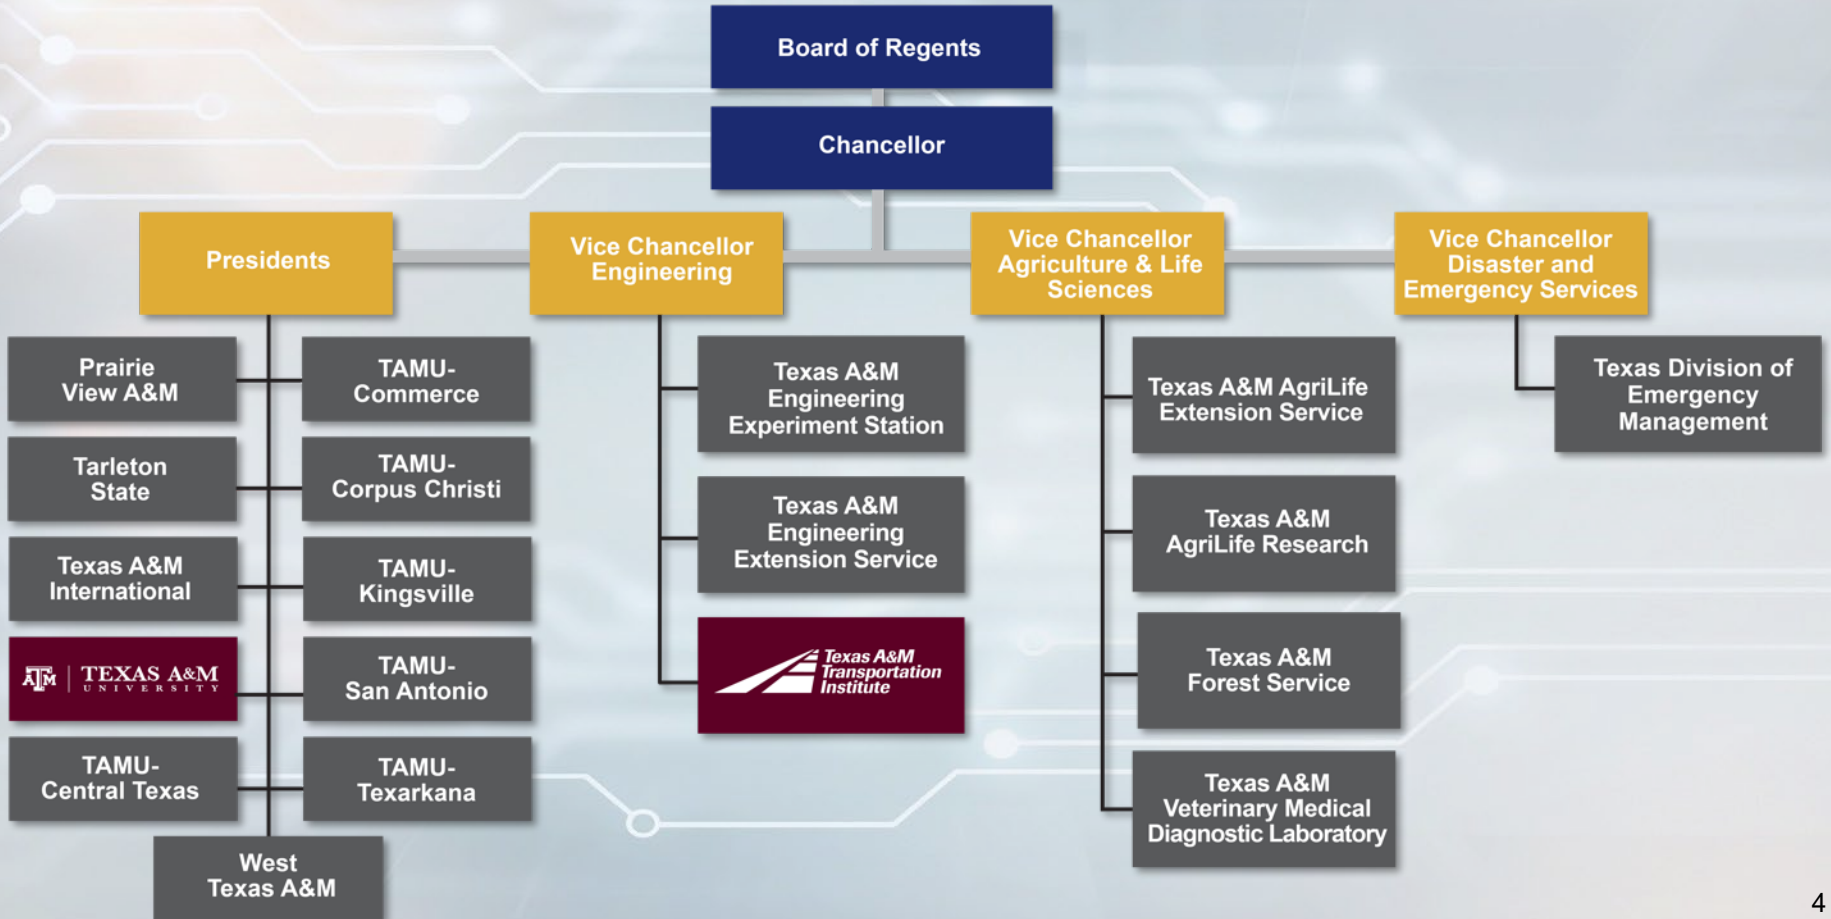 Board of Regents
Chancellor
Presidents
Vice Chancellor
Engineering
Vice Chancellor
Agriculture & Life
Sciences
Vice Chancellor
Disaster and
Emergency Services
Prairie
View A&M
TAMU-
Commerce
Tarleton
State
TAMU-
Corpus Christi
Texas A&M
International
TAMU-
Kingsville
ATM | TEXAS A&M
UNIVERSITY
TAMU-
San Antonio
TAMU-
Central Texas
TAMU-
Texarkana
West
Texas A&M
Texas A&M
Engineering
Experiment Station
Texas A&M
Engineering
Extension Service
Texas A&M
Transportation
Institute
Texas A&M AgriLife
Extension Service
Texas A&M
AgriLife Research
Texas A&M
Forest Service
Texas A&M
Veterinary Medical
Diagnostic Laboratory
Texas Division of
Emergency
Management
4